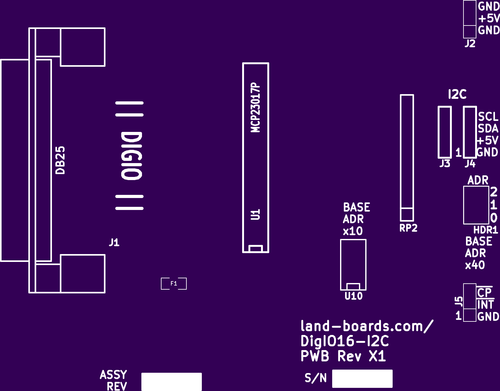 GND
+5V
GND
J2
I2C
SCL
SDA
+5V
1 GND
J3 J4
ADR
2
1
0
HDR1
BASE
ADR
x40
MCP23017P
U1
DB25
DIGIO
J1
RP2
BASE
ADR
x10
U10
F1
J5
CP
INT
1 GND
land-boards.com/
DigIO16-I2C
PWB Rev X1
ASSY
REV
S/N